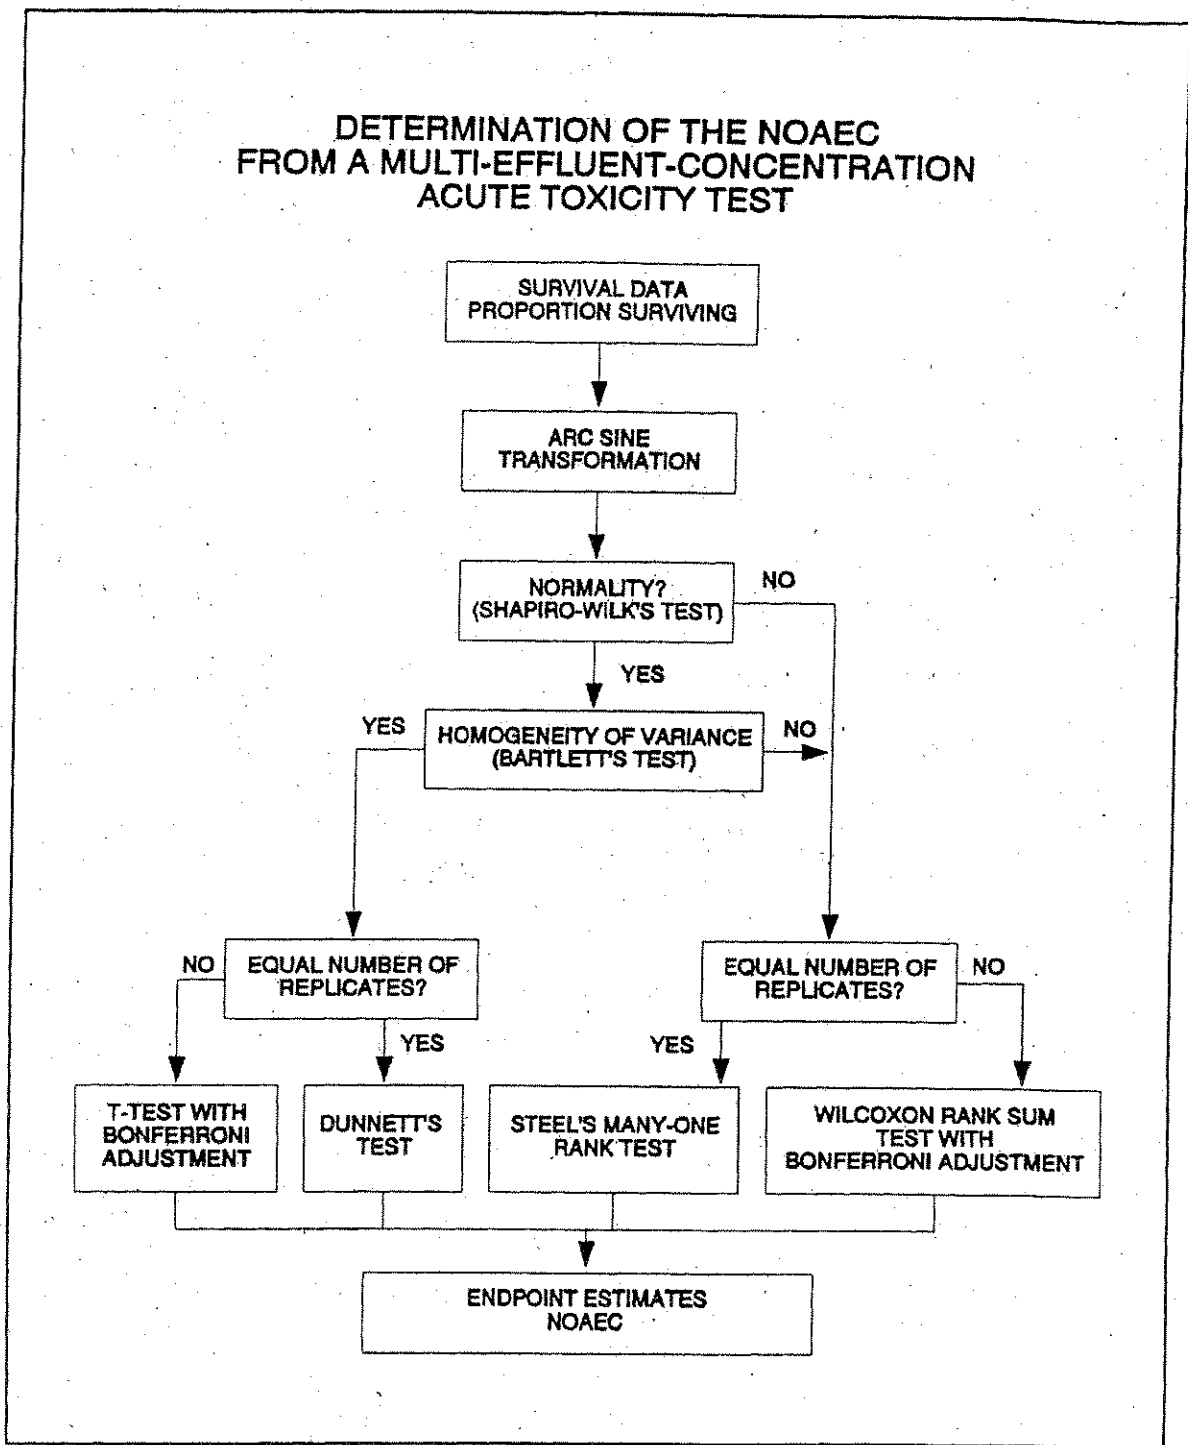 DETERMINATION OF THE NOAEC
FROM A MULTI-EFFLUENT-CONCENTRATION
ACUTE TOXICITY TEST
SURVIVAL DATA
PROPORTION SURVIVING
ARC SINE
TRANSFORMATION
NORMALITY?
(SHAPIRO-WILK'S TEST)
NO
YES
YES
HOMOGENEITY OF VARIANCE
(BARTLETT'S TEST)
NO
NO
EQUAL NUMBER OF
REPLICATES?
EQUAL NUMBER OF
REPLICATES?
NO
YES
YES
T-TEST WITH
BONFERRONI
ADJUSTMENT
DUNNETT'S
TEST
STEEL'S MANY-ONE
RANK TEST
WILCOXON RANK SUM
TEST WITH
BONFERRONI ADJUSTMENT
ENDPOINT ESTIMATES
NOAEC